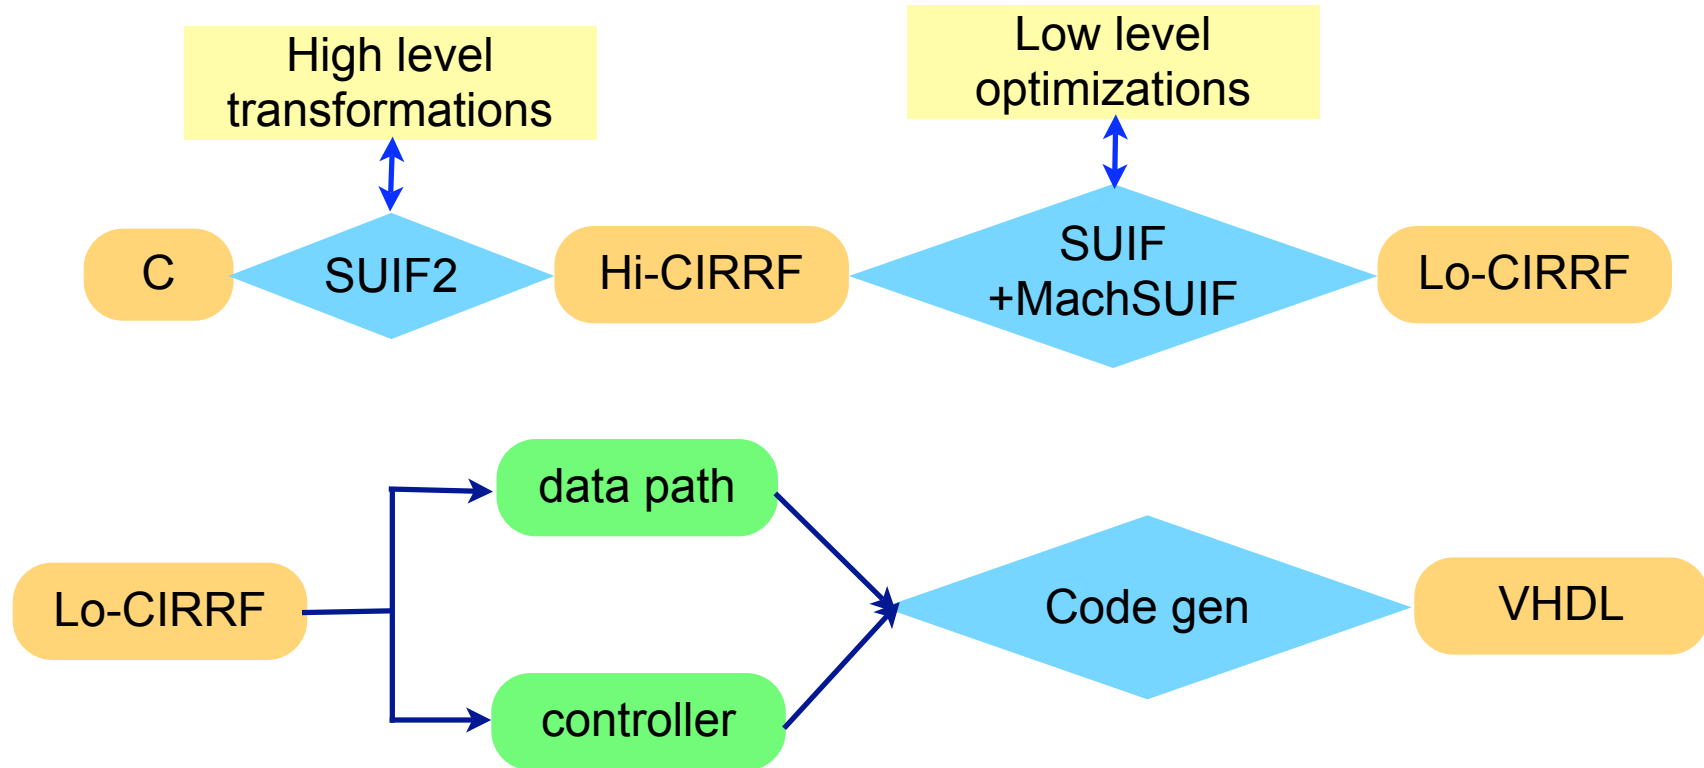 High level
transformations
Low level
optimizations
C
SUIF2
Hi-CIRRF
SUIF
+MachSUIF
Lo-CIRRF
data path
Lo-CIRRF
Code gen
VHDL
controller